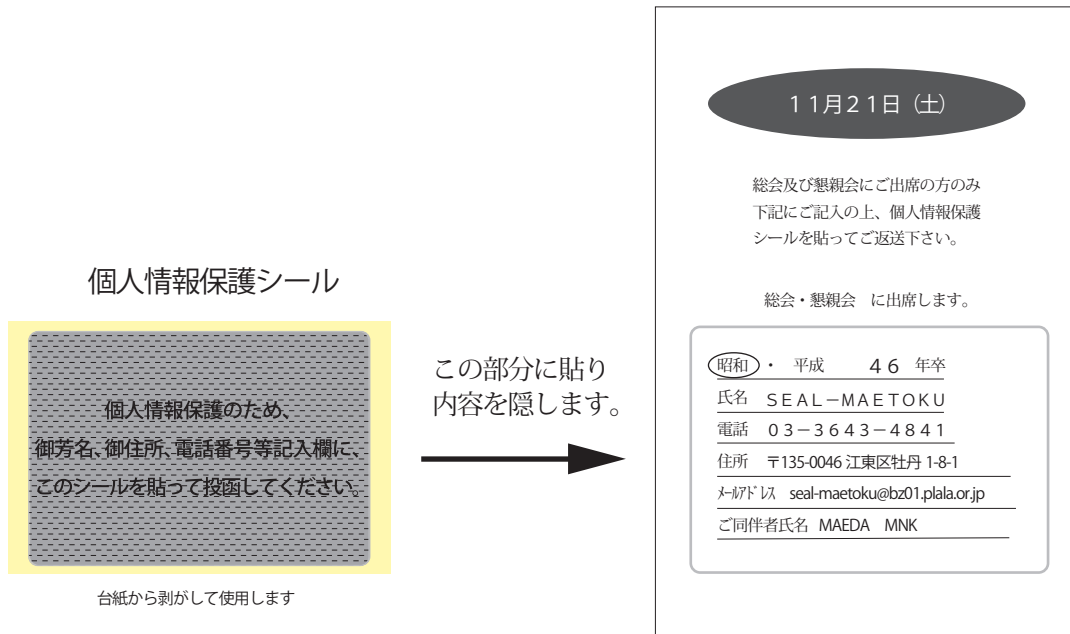 個人情報保護シール
個人情報保護のため、
御芳名、御住所、電話番号等記入欄に、
このシールを貼って投函してください。
台紙から剥がして使用します
この部分に貼り
内容を隠します。
１１月２１日（土）
総会及び懇親会にご出席の方のみ
下記にご記入の上、個人情報保護
シールを貼ってご返送下さい。
総会・懇親会　に出席します。
昭和・　平成　４６　年卒
氏名　ＳＥＡＬ－ＭＡＥＴＯＫＵ
電話　０３－３６４３－４８４１
住所　〒135-0046 江東区牡丹 1-8-1
ﾒｰﾙｱﾄﾞﾚｽ　seal-maetoku@bz01.plala.or.jp
ご同伴者氏名　MAEDA　MNK